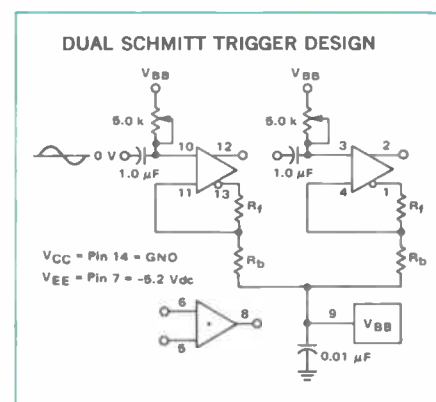 DUAL SCHMITT TRIGGER DESIGN
VBB
VBB
5.0 k
5.0 k
0 V
10
12
3
2
1.0 μF
11
13
1.0 μF
4
1
Rf
Rf
VCC = Pin 14 = GND
VEE = Pin 7 = -5.2 Vdc
Rb
Rb
6
8
5
9
VBB
0.01 μF